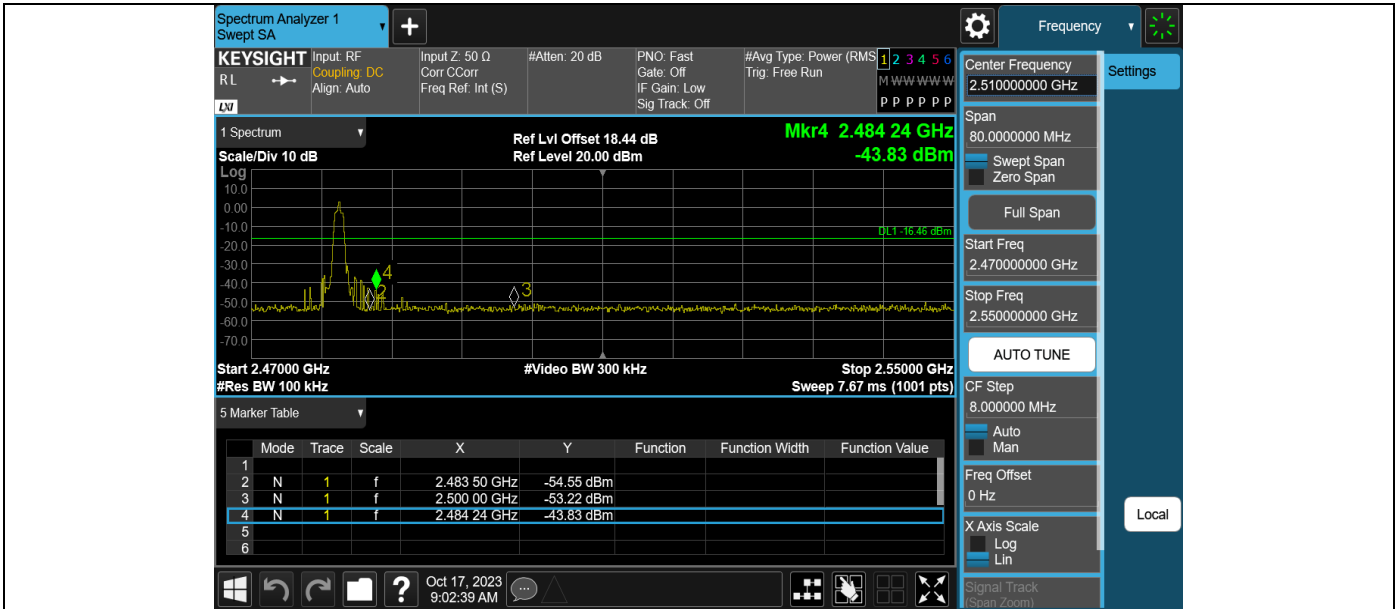 Spectrum Analyzer 1
Swept SA
+
Frequency
KEYSIGHT
RL
LXI
Input: RF
Coupling: DC
Align: Auto
Input Z: 50 Ω
Corr CCorr
Freq Ref: Int (S)
#Atten: 20 dB
PNO: Fast
Gate: Off
IF Gain: Low
Sig Track: Off
#Avg Type: Power (RMS
Trig: Free Run
1 2 3 4 5 6
M W W W W W
P P P P P P
1 Spectrum
Scale/Div 10 dB
Ref Lvl Offset 18.44 dB
Ref Level 20.00 dBm
Mkr4 2.484 24 GHz
-43.83 dBm
Log
10.0
0.00
-10.0
-20.0
-30.0
-40.0
-50.0
-60.0
-70.0
DL1 -16.46 dBm
4
2
3
Start 2.47000 GHz
#Video BW 300 kHz
Stop 2.55000 GHz
#Res BW 100 kHz
Sweep 7.67 ms (1001 pts)
5 Marker Table
Mode Trace Scale X Y Function Function Width Function Value
1
2 N 1 f 2.483 50 GHz -54.55 dBm
3 N 1 f 2.500 00 GHz -53.22 dBm
4 N 1 f 2.484 24 GHz -43.83 dBm
5
6
?
Oct 17, 2023
9:02:39 AM
Center Frequency
2.510000000 GHz
Span
80.0000000 MHz
Swept Span
Zero Span
Full Span
Start Freq
2.470000000 GHz
Stop Freq
2.550000000 GHz
AUTO TUNE
CF Step
8.000000 MHz
Auto
Man
Freq Offset
0 Hz
X Axis Scale
Log
Lin
Signal Track
(Span Zoom)
Settings
Local